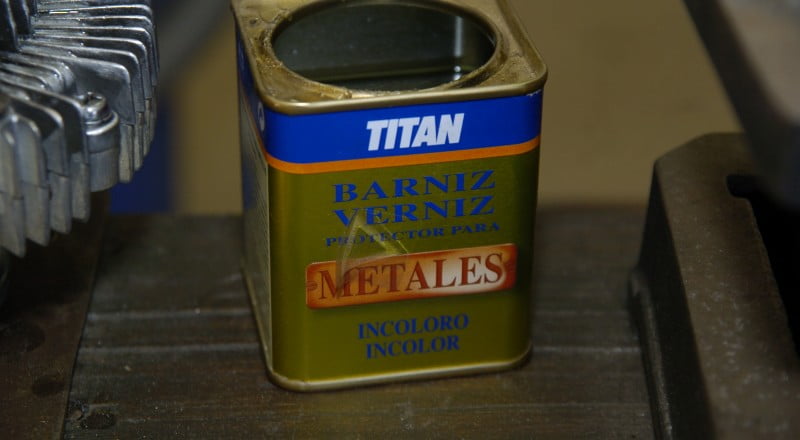 TITAN
BARNIZ
VERNIZ
PROTECTOR PARA
METALES
INCOLORO
INCOLOR